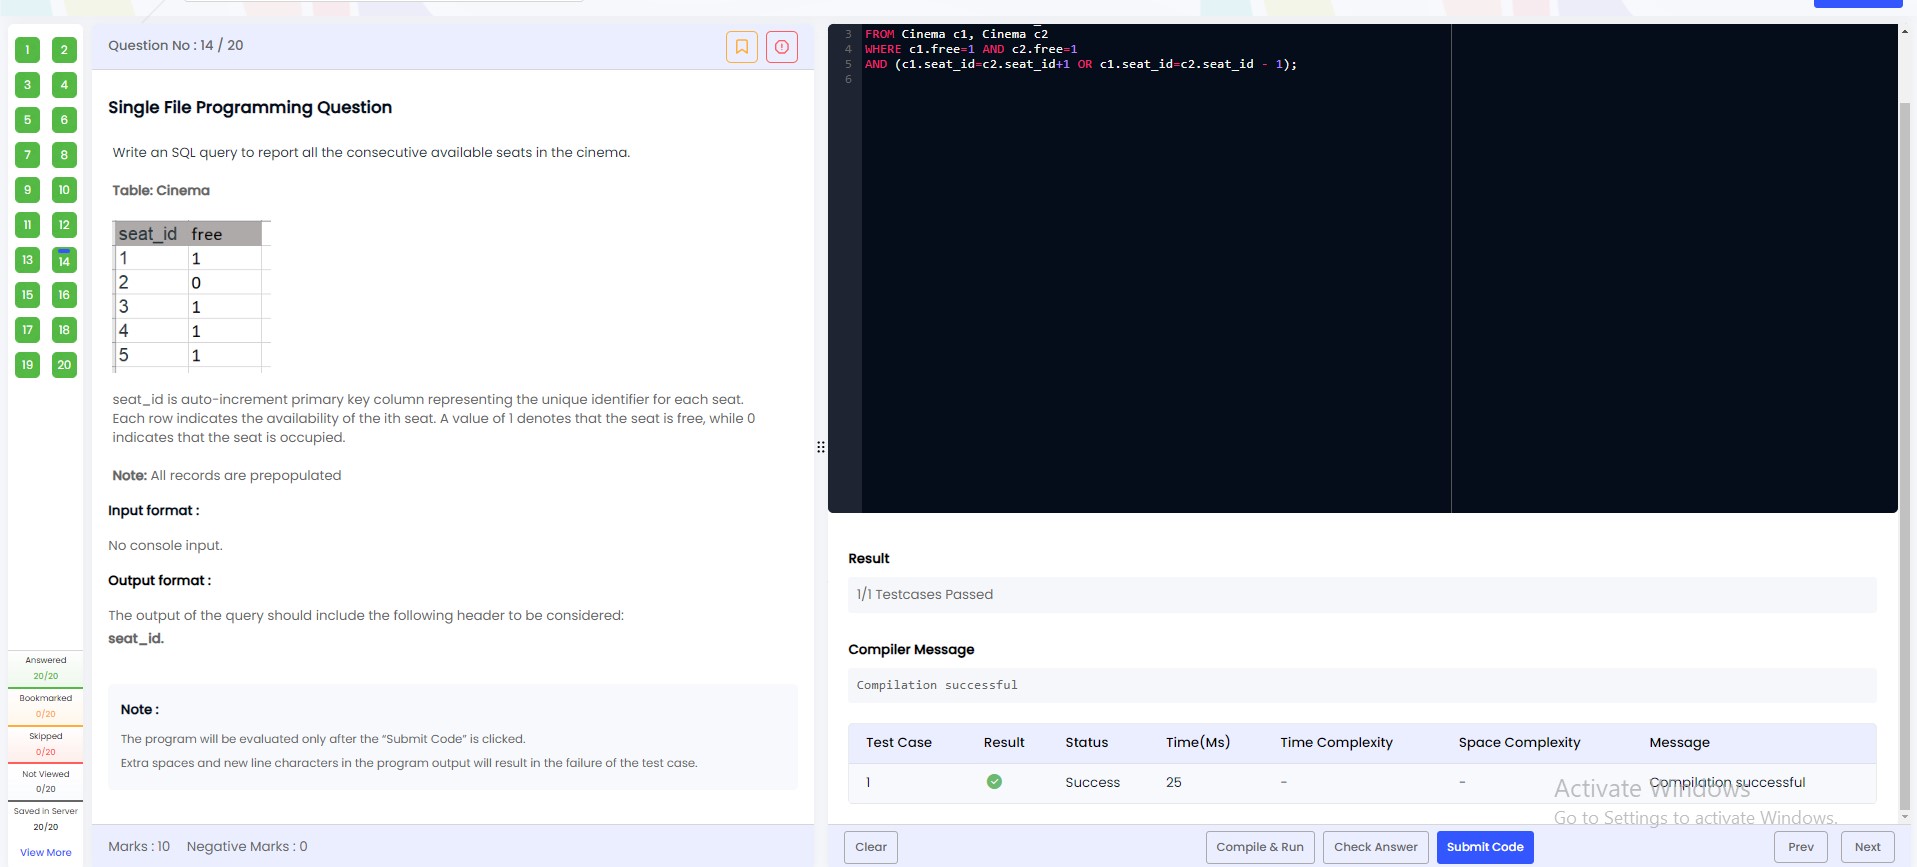 1 2
3 4
5 6
7 8
9 10
11 12
13 14
15 16
17 18
19 20
Answered
20/20
Bookmarked
0/20
Skipped
0/20
Not Viewed
0/20
Saved in Server
20/20
View More
Question No : 14 / 20
Single File Programming Question
Write an SQL query to report all the consecutive available seats in the cinema.
Table: Cinema
seat_id free
1 1
2 0
3 1
4 1
5 1
seat_id is auto-increment primary key column representing the unique identifier for each seat.
Each row indicates the availability of the ith seat. A value of 1 denotes that the seat is free, while 0
indicates that the seat is occupied.
Note: All records are prepopulated
Input format :
No console input.
Output format :
The output of the query should include the following header to be considered:
seat_id.
Note :
The program will be evaluated only after the “Submit Code” is clicked.
Extra spaces and new line characters in the program output will result in the failure of the test case.
Marks : 10 Negative Marks : 0
3 FROM Cinema c1, Cinema c2
4 WHERE c1.free=1 AND c2.free=1
5 AND (c1.seat_id=c2.seat_id+1 OR c1.seat_id=c2.seat_id - 1);
6
Result
1/1 Testcases Passed
Compiler Message
Compilation successful
Test Case Result Status Time(Ms) Time Complexity Space Complexity Message
1 Success 25 - - Compilation successful
Activate Windows
Go to Settings to activate Windows.
Clear Compile & Run Check Answer Submit Code Prev Next